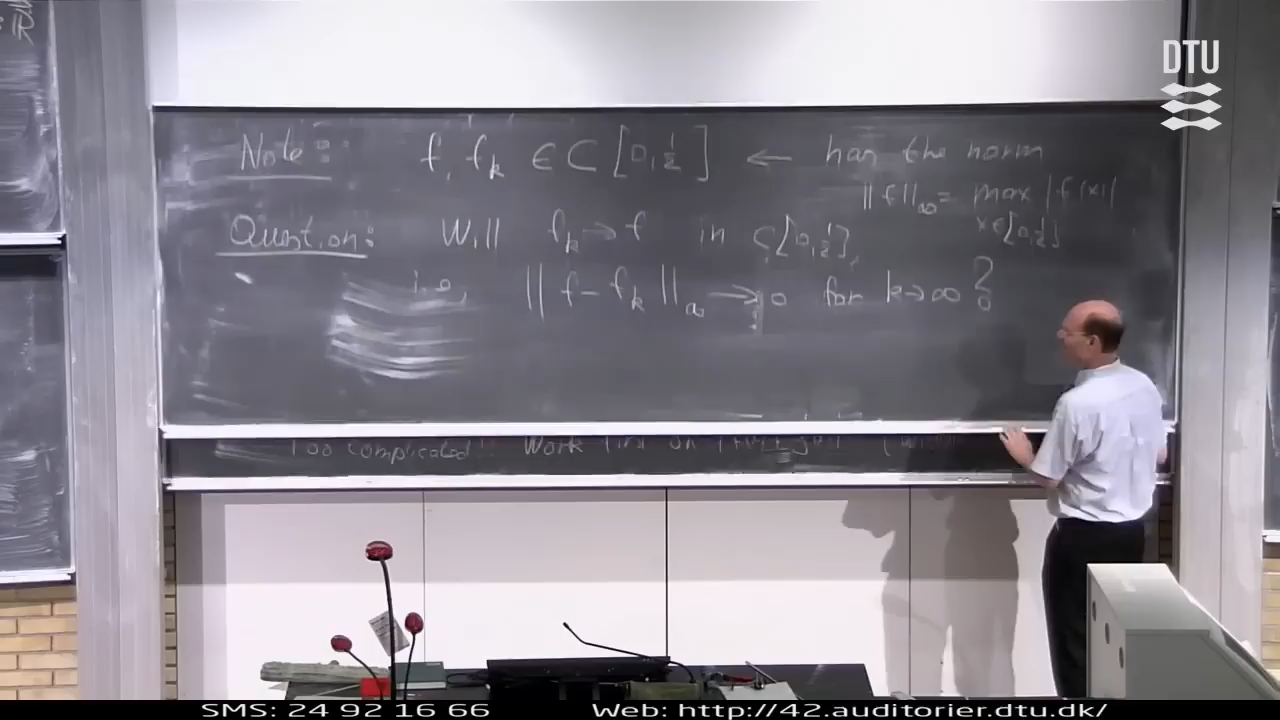 DTU
Note: f, f_k ∈ C[0,½] ← has the norm
‖f‖_∞ = max |f(x)|
x∈[0,½]
Question: Will f_k → f in C[0,½],
i.e., ‖f - f_k‖_∞ → 0 for k→∞ ?
Too complicated! Work first on
SMS: 24 92 16 66 Web: http://42.auditorier.dtu.dk/